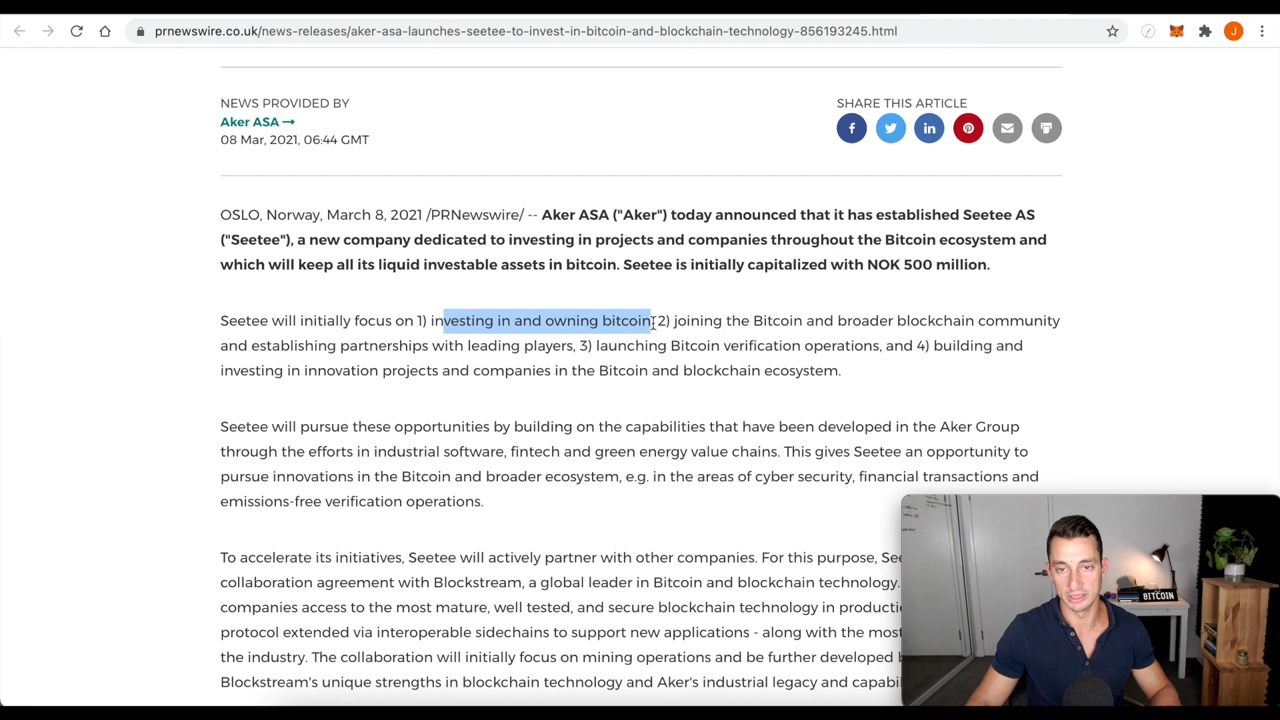 prnewswire.co.uk/news-releases/aker-asa-launches-seetee-to-invest-in-bitcoin-and-blockchain-technology-856193245.html
J
NEWS PROVIDED BY
SHARE THIS ARTICLE
Aker ASA →
08 Mar, 2021, 06:44 GMT
OSLO, Norway, March 8, 2021 /PRNewswire/ -- Aker ASA ("Aker") today announced that it has established Seetee AS
("Seetee"), a new company dedicated to investing in projects and companies throughout the Bitcoin ecosystem and
which will keep all its liquid investable assets in bitcoin. Seetee is initially capitalized with NOK 500 million.
Seetee will initially focus on 1) investing in and owning bitcoin, 2) joining the Bitcoin and broader blockchain community
and establishing partnerships with leading players, 3) launching Bitcoin verification operations, and 4) building and
investing in innovation projects and companies in the Bitcoin and blockchain ecosystem.
Seetee will pursue these opportunities by building on the capabilities that have been developed in the Aker Group
through the efforts in industrial software, fintech and green energy value chains. This gives Seetee an opportunity to
pursue innovations in the Bitcoin and broader ecosystem, e.g. in the areas of cyber security, financial transactions and
emissions-free verification operations.
To accelerate its initiatives, Seetee will actively partner with other companies. For this purpose, See
collaboration agreement with Blockstream, a global leader in Bitcoin and blockchain technology.
companies access to the most mature, well tested, and secure blockchain technology in producti
protocol extended via interoperable sidechains to support new applications - along with the most
the industry. The collaboration will initially focus on mining operations and be further developed b
Blockstream's unique strengths in blockchain technology and Aker's industrial legacy and capabil
BITCOIN